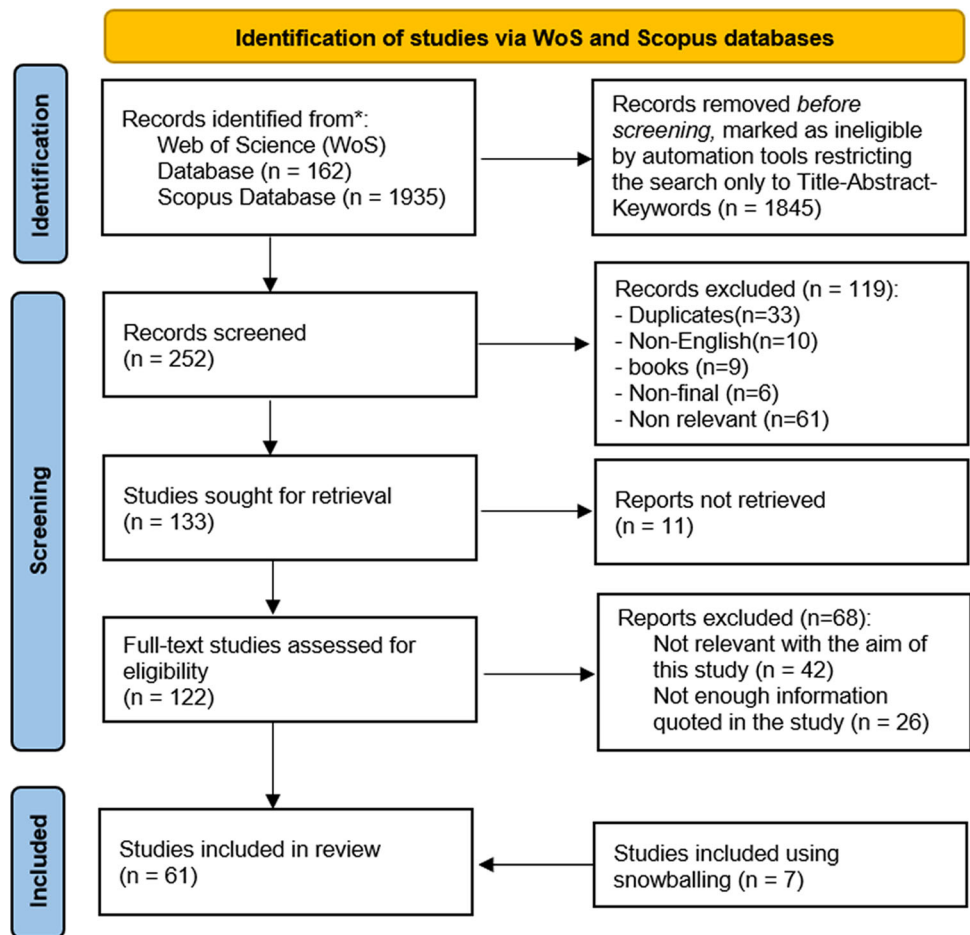 Identification of studies via WoS and Scopus databases
Identification
Records identified from*:
Web of Science (WoS)
Database (n = 162)
Scopus Database (n = 1935)
Records removed before
screening, marked as ineligible
by automation tools restricting
the search only to Title-Abstract-
Keywords (n = 1845)
Screening
Records screened
(n = 252)
Records excluded (n = 119):
- Duplicates(n=33)
- Non-English(n=10)
- books (n=9)
- Non-final (n=6)
- Non relevant (n=61)
Studies sought for retrieval
(n = 133)
Reports not retrieved
(n = 11)
Full-text studies assessed for
eligibility
(n = 122)
Reports excluded (n=68):
Not relevant with the aim of
this study (n = 42)
Not enough information
quoted in the study (n = 26)
Included
Studies included in review
(n = 61)
Studies included using
snowballing (n = 7)